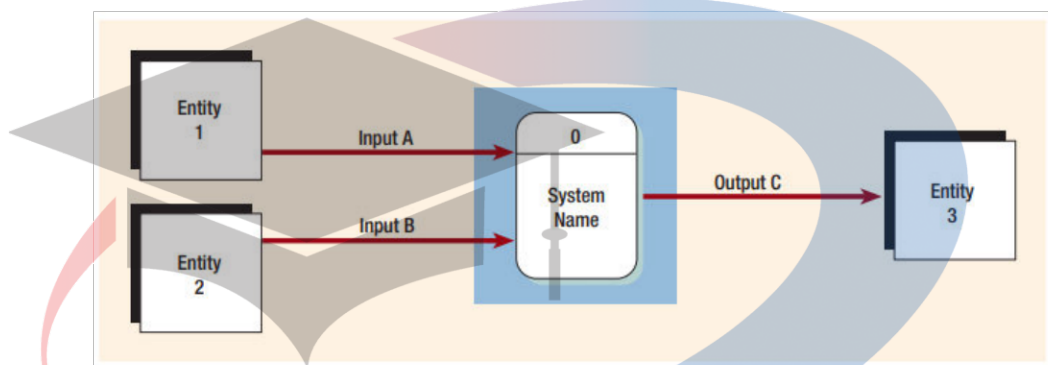 Entity
1
Input A
0
System
Name
Output C
Entity
3
Input B
Entity
2